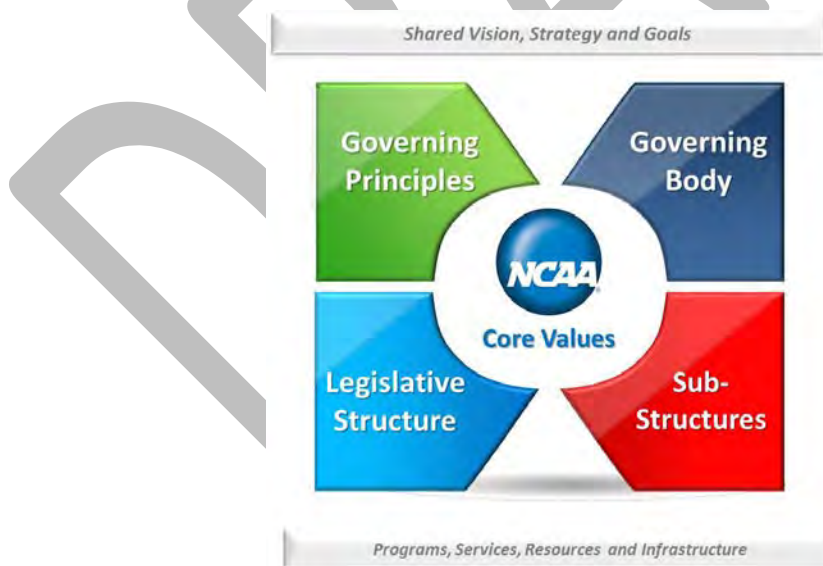 Shared Vision, Strategy and Goals
Governing
Principles
Governing
Body
NCAA
Core Values
Legislative
Structure
Sub-
Structures
Programs, Services, Resources and Infrastructure